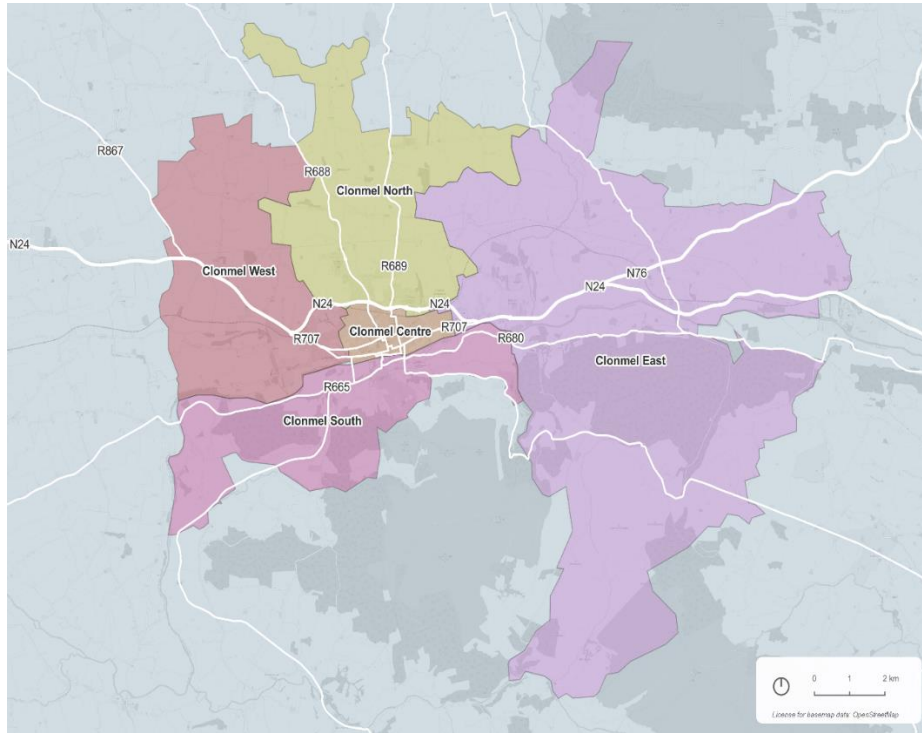 R867
R688
Clonmel North
N24
R689
Clonmel West
N76
N24
N24
N24
R707
Clonmel Centre
R707
R680
Clonmel East
R665
Clonmel South
0 1 2 km
License for basemap data: OpenStreetMap